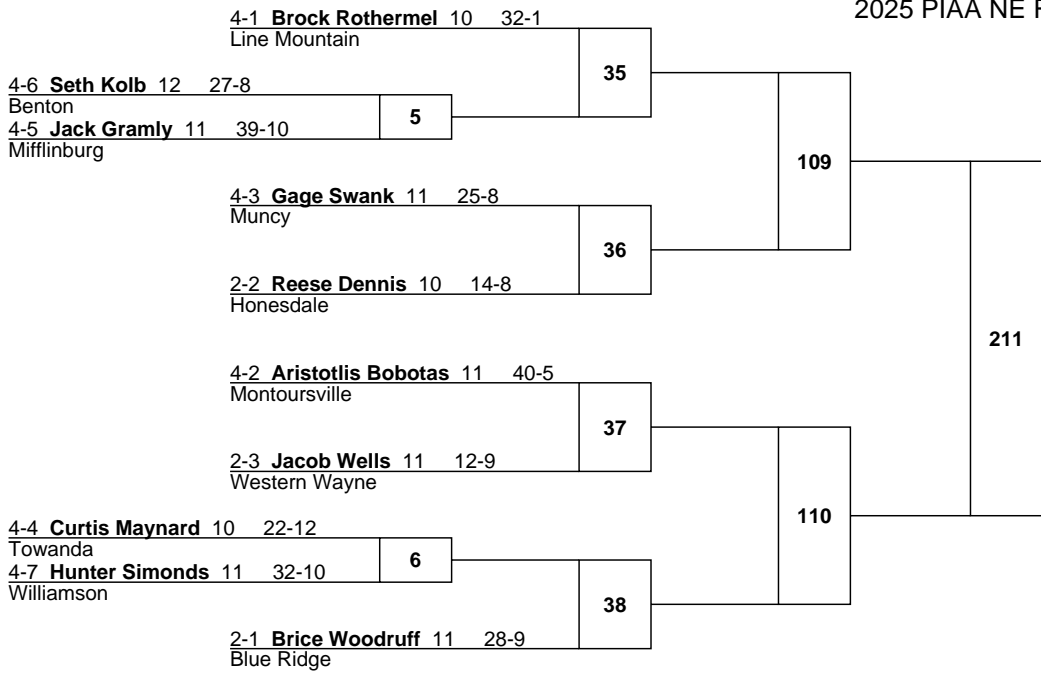 2025 PIAA NE
4-1 Brock Rothermel 10 32-1
Line Mountain
35
4-6 Seth Kolb 12 27-8
Benton
5
4-5 Jack Gramly 11 39-10
Mifflinburg
109
4-3 Gage Swank 11 25-8
Muncy
36
2-2 Reese Dennis 10 14-8
Honesdale
211
4-2 Aristotlis Bobotas 11 40-5
Montoursville
37
2-3 Jacob Wells 11 12-9
Western Wayne
110
4-4 Curtis Maynard 10 22-12
Towanda
6
4-7 Hunter Simonds 11 32-10
Williamson
38
2-1 Brice Woodruff 11 28-9
Blue Ridge